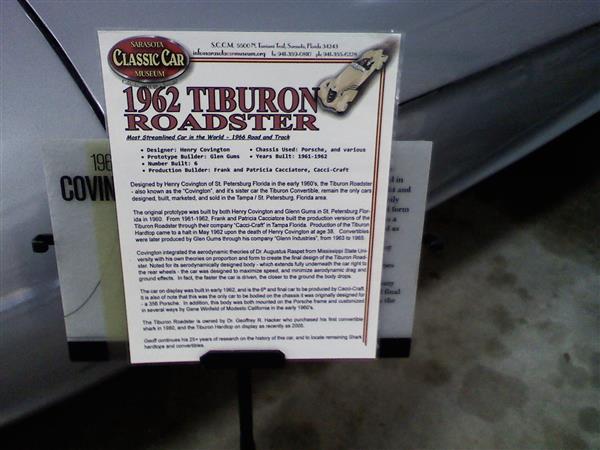 SARASOTA
CLASSIC CAR
MUSEUM
S.C.C.M. 5500 N. Tamiami Trail, Sarasota, Florida 34243
1962 TIBURON
ROADSTER
Most Streamlined Car in the World - 1966 Road and Track
• Designer: Henry Covington
• Prototype Builder: Glen Gums
• Number Built: 6
• Production Builder: Frank and Patricia Cacciatore, Cacci-Craft
• Chassis Used: Porsche, and various
• Years Built: 1961-1962
Designed by Henry Covington of St. Petersburg Florida in the early 1960's, the Tiburon Roadster
- also known as the "Covington", and it's sister car the Tiburon Convertible, remain the only cars
designed, built, marketed, and sold in the Tampa / St. Petersburg, Florida area.
The original prototype was built by both Henry Covington and Glenn Gums in St. Petersburg Flor-
ida in 1960. From 1961-1962, Frank and Patricia Cacciatore built the production versions of the
Tiburon Roadster through their company "Cacci-Craft" in Tampa Florida. Production of the Tiburon
Hardtop came to a halt in May 1962 upon the death of Henry Covington at age 38. Convertibles
were later produced by Glen Gums through his company "Glenn Industries", from 1963 to 1965.
Covington integrated the aerodynamic theories of Dr Augustus Raspet from Mississippi State Uni-
versity with his own theories on proportion and form to create the final design of the Tiburon Road-
ster. Noted for its aerodynamically designed body - which extends fully underneath the car right to
the rear wheels - the car was designed to maximize speed, and minimize aerodynamic drag and
ground effects. In fact, the faster the car is driven, the closer to the ground the body drops.
The car on display was built in early 1962, and is the 6th and final car to be produced by Cacci-Craft.
It is also of note that this was the only car to be bodied on the chassis it was originally designed for
- a 356 Porsche. In addition, this body was both mounted on the Porsche frame and customized
in several ways by Gene Winfield of Modesto California in the early 1960's.
The Tiburon Roadster is owned by Dr. Geoffrey R. Hacker who purchased his first convertible
shark in 1980, and the Tiburon Hardtop on display as recently as 2005.
Geoff continues his 25+ years of research on the history of this car, and to locate remaining Shark
hardtops and convertibles.
196
COVIN